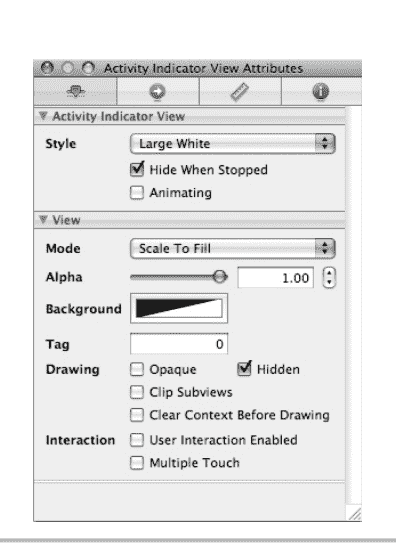 Activity Indicator View Attributes
Activity Indicator View
Style Large White
Hide When Stopped
Animating
View
Mode Scale To Fill
Alpha 1.00
Background
Tag 0
Drawing Opaque Hidden
Clip Subviews
Clear Context Before Drawing
Interaction User Interaction Enabled
Multiple Touch